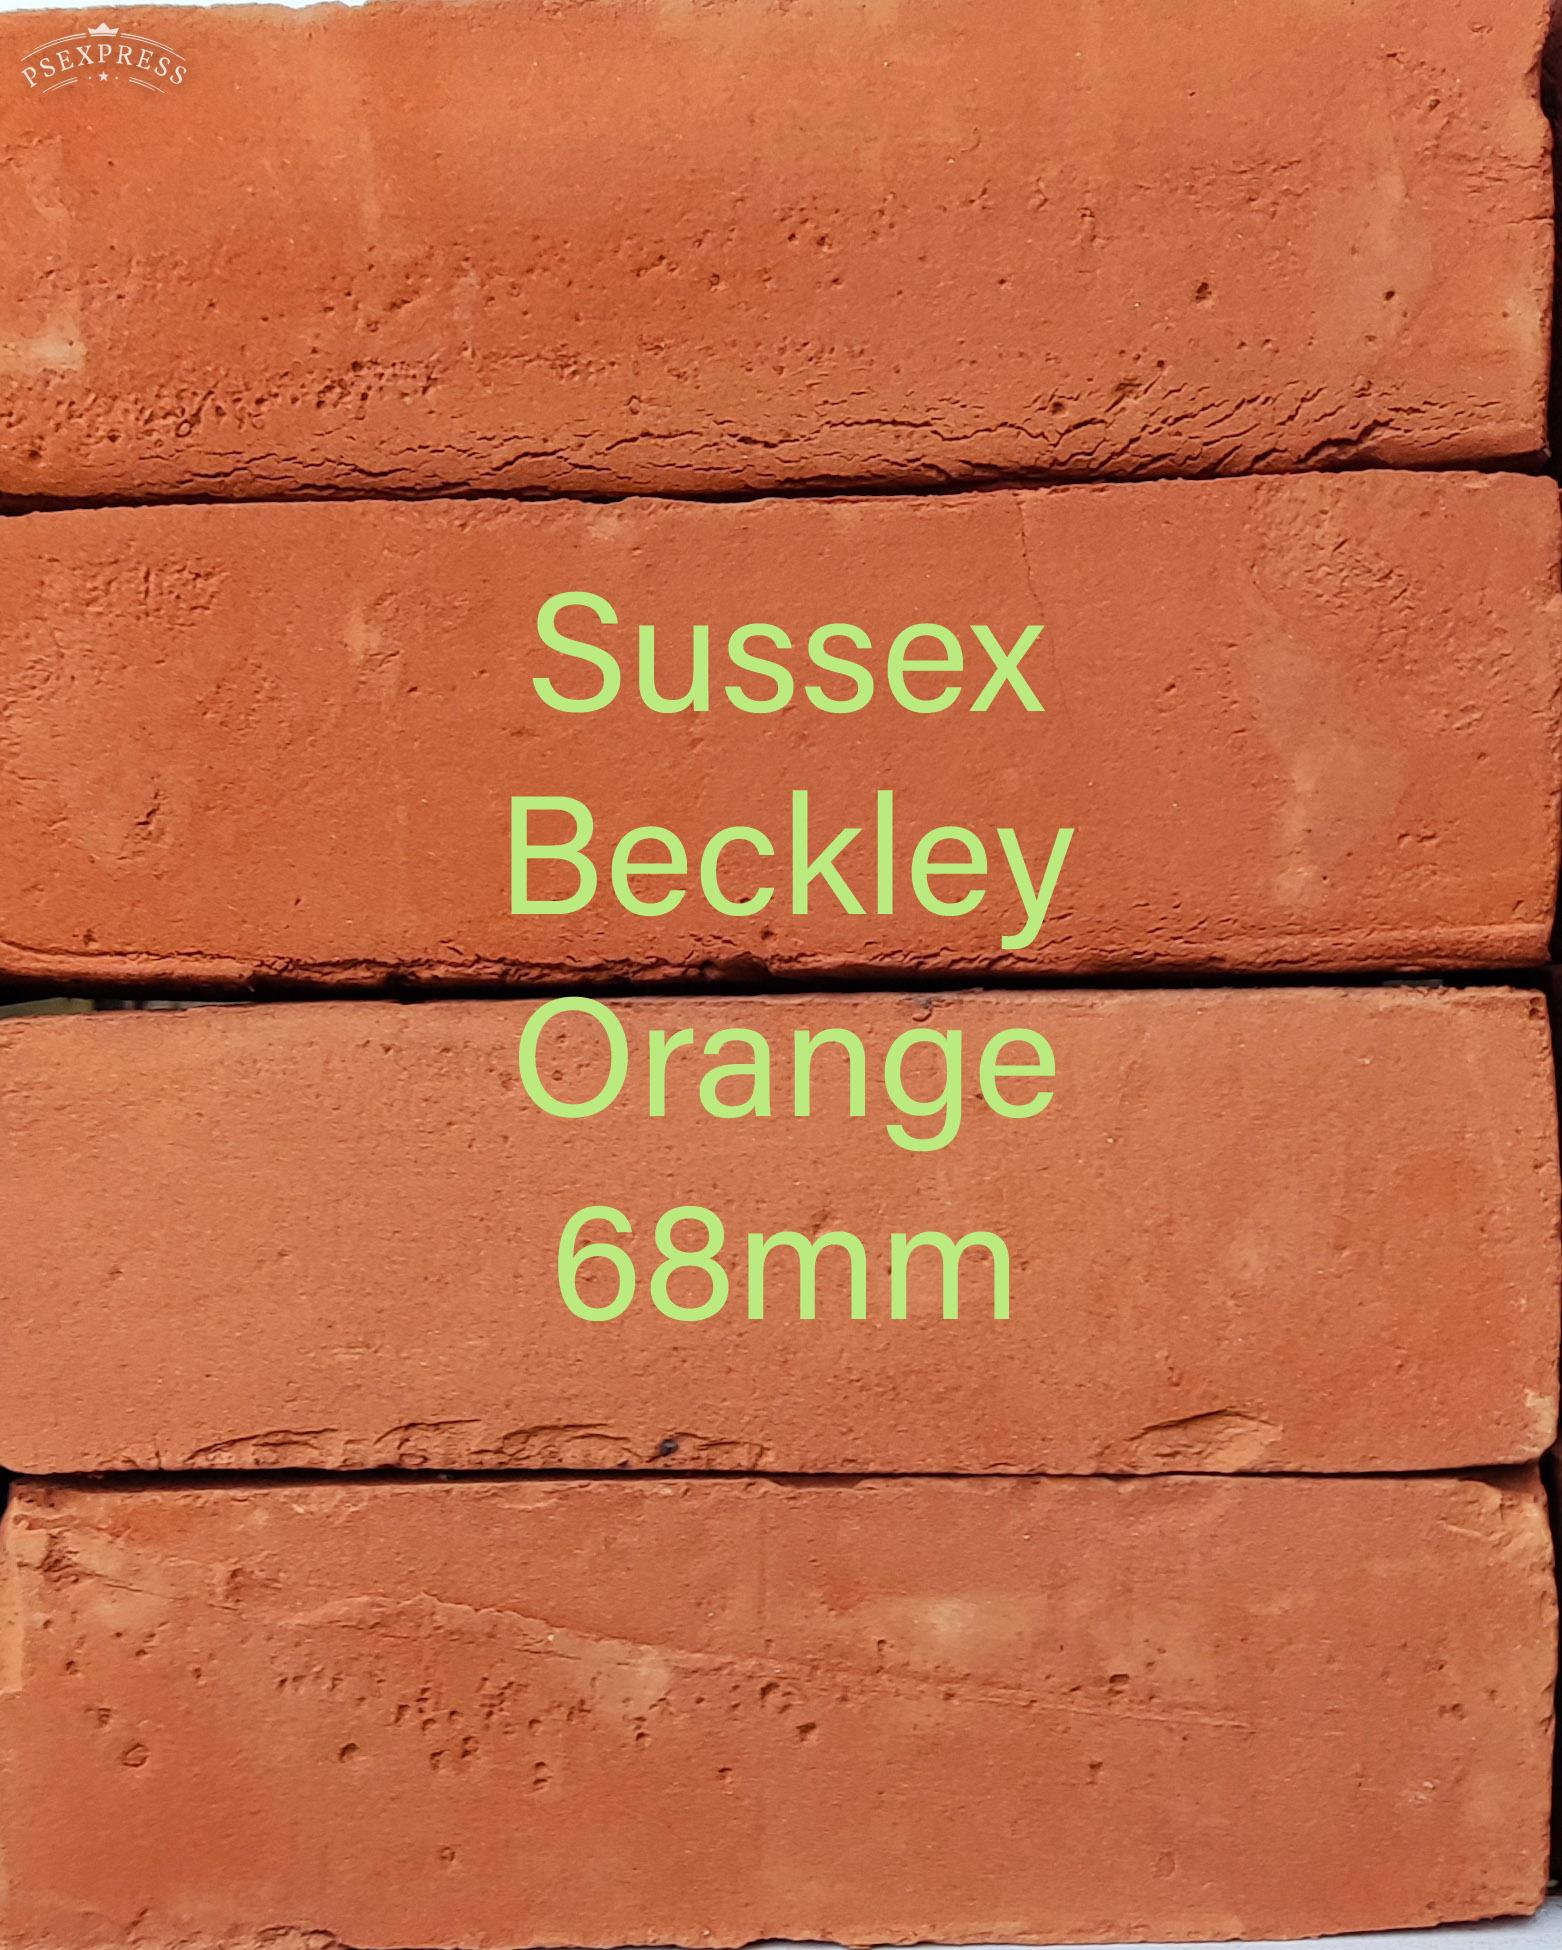 PSEXPRESS
Sussex
Beckley
Orange
68mm